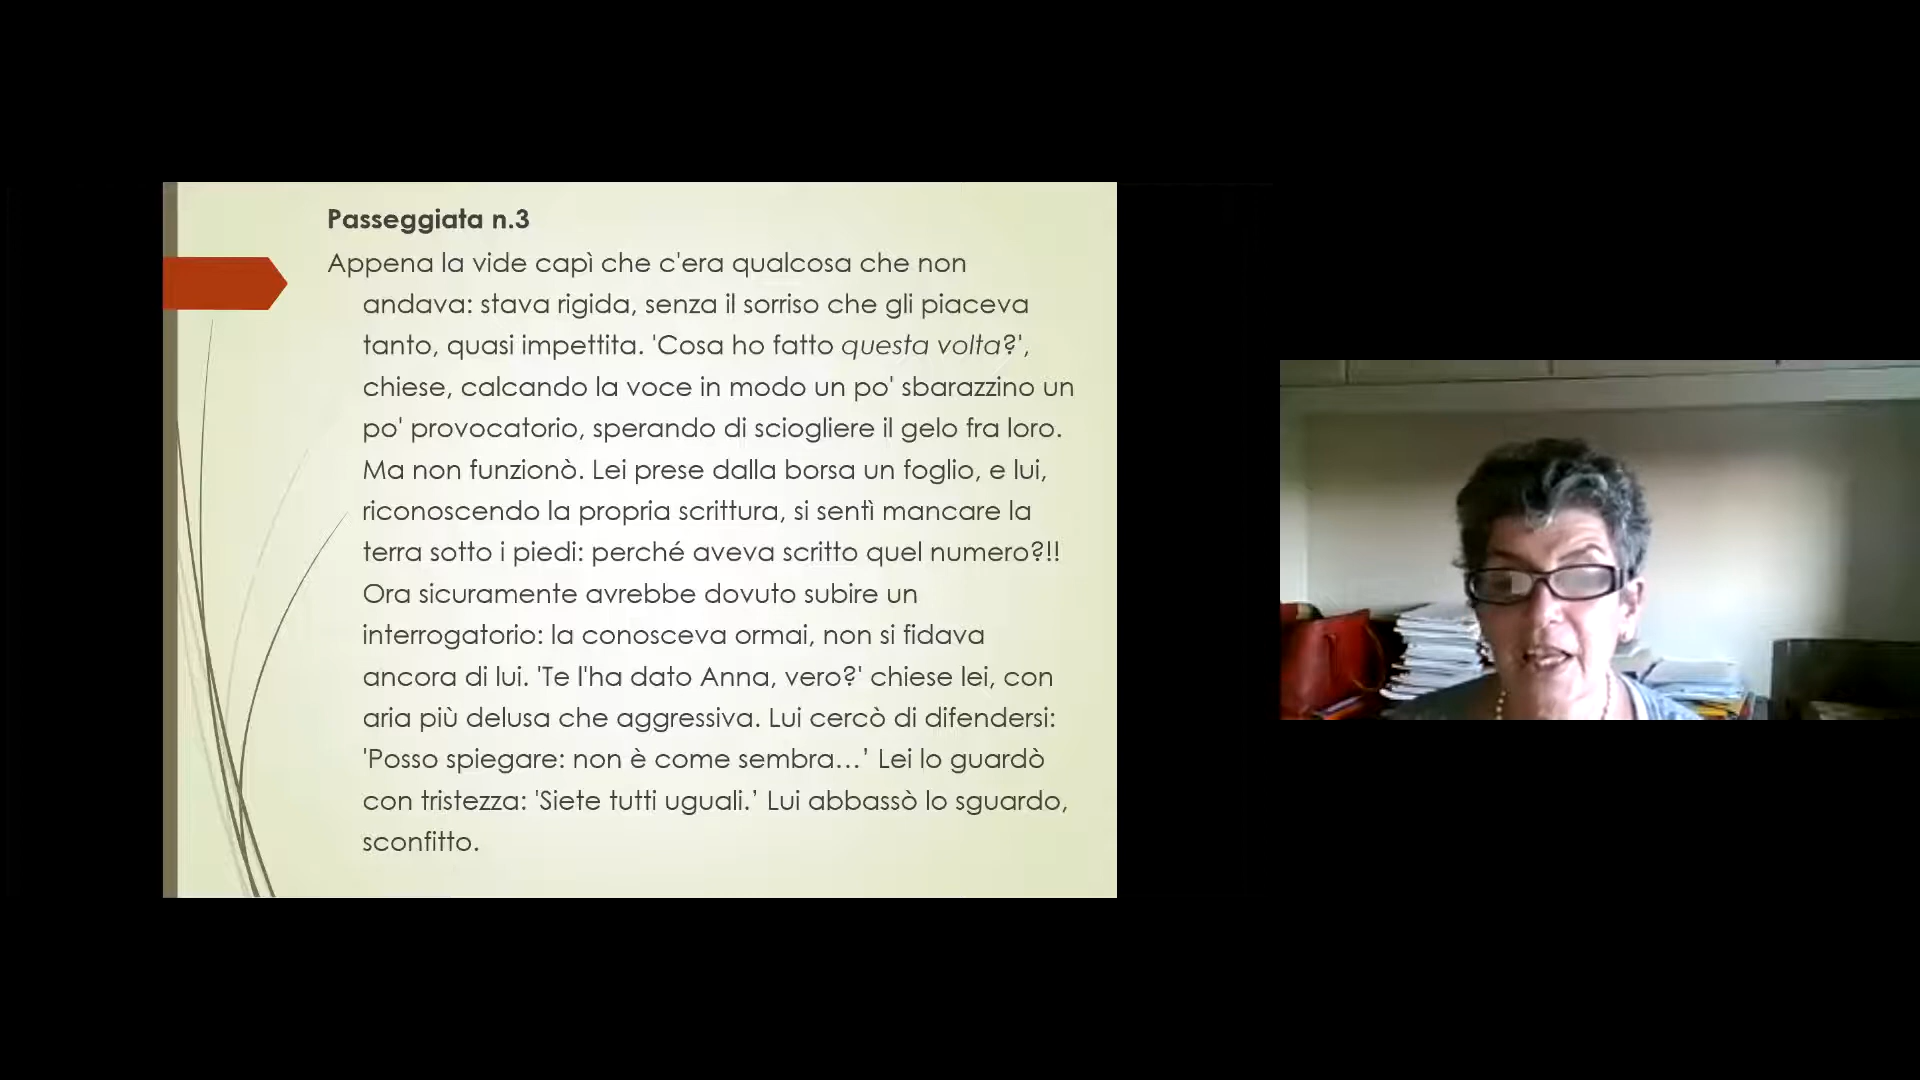 Passeggiata n.3
Appena la vide capì che c'era qualcosa che non
andava: stava rigida, senza il sorriso che gli piaceva
tanto, quasi impettita. 'Cosa ho fatto questa volta?',
chiese, calcando la voce in modo un po' sbarazzino un
po' provocatorio, sperando di sciogliere il gelo fra loro.
Ma non funzionò. Lei prese dalla borsa un foglio, e lui,
riconoscendo la propria scrittura, si sentì mancare la
terra sotto i piedi: perché aveva scritto quel numero?!!
Ora sicuramente avrebbe dovuto subire un
interrogatorio: la conosceva ormai, non si fidava
ancora di lui. 'Te l'ha dato Anna, vero?' chiese lei, con
aria più delusa che aggressiva. Lui cercò di difendersi:
'Posso spiegare: non è come sembra…’ Lei lo guardò
con tristezza: 'Siete tutti uguali.’ Lui abbassò lo sguardo,
sconfitto.